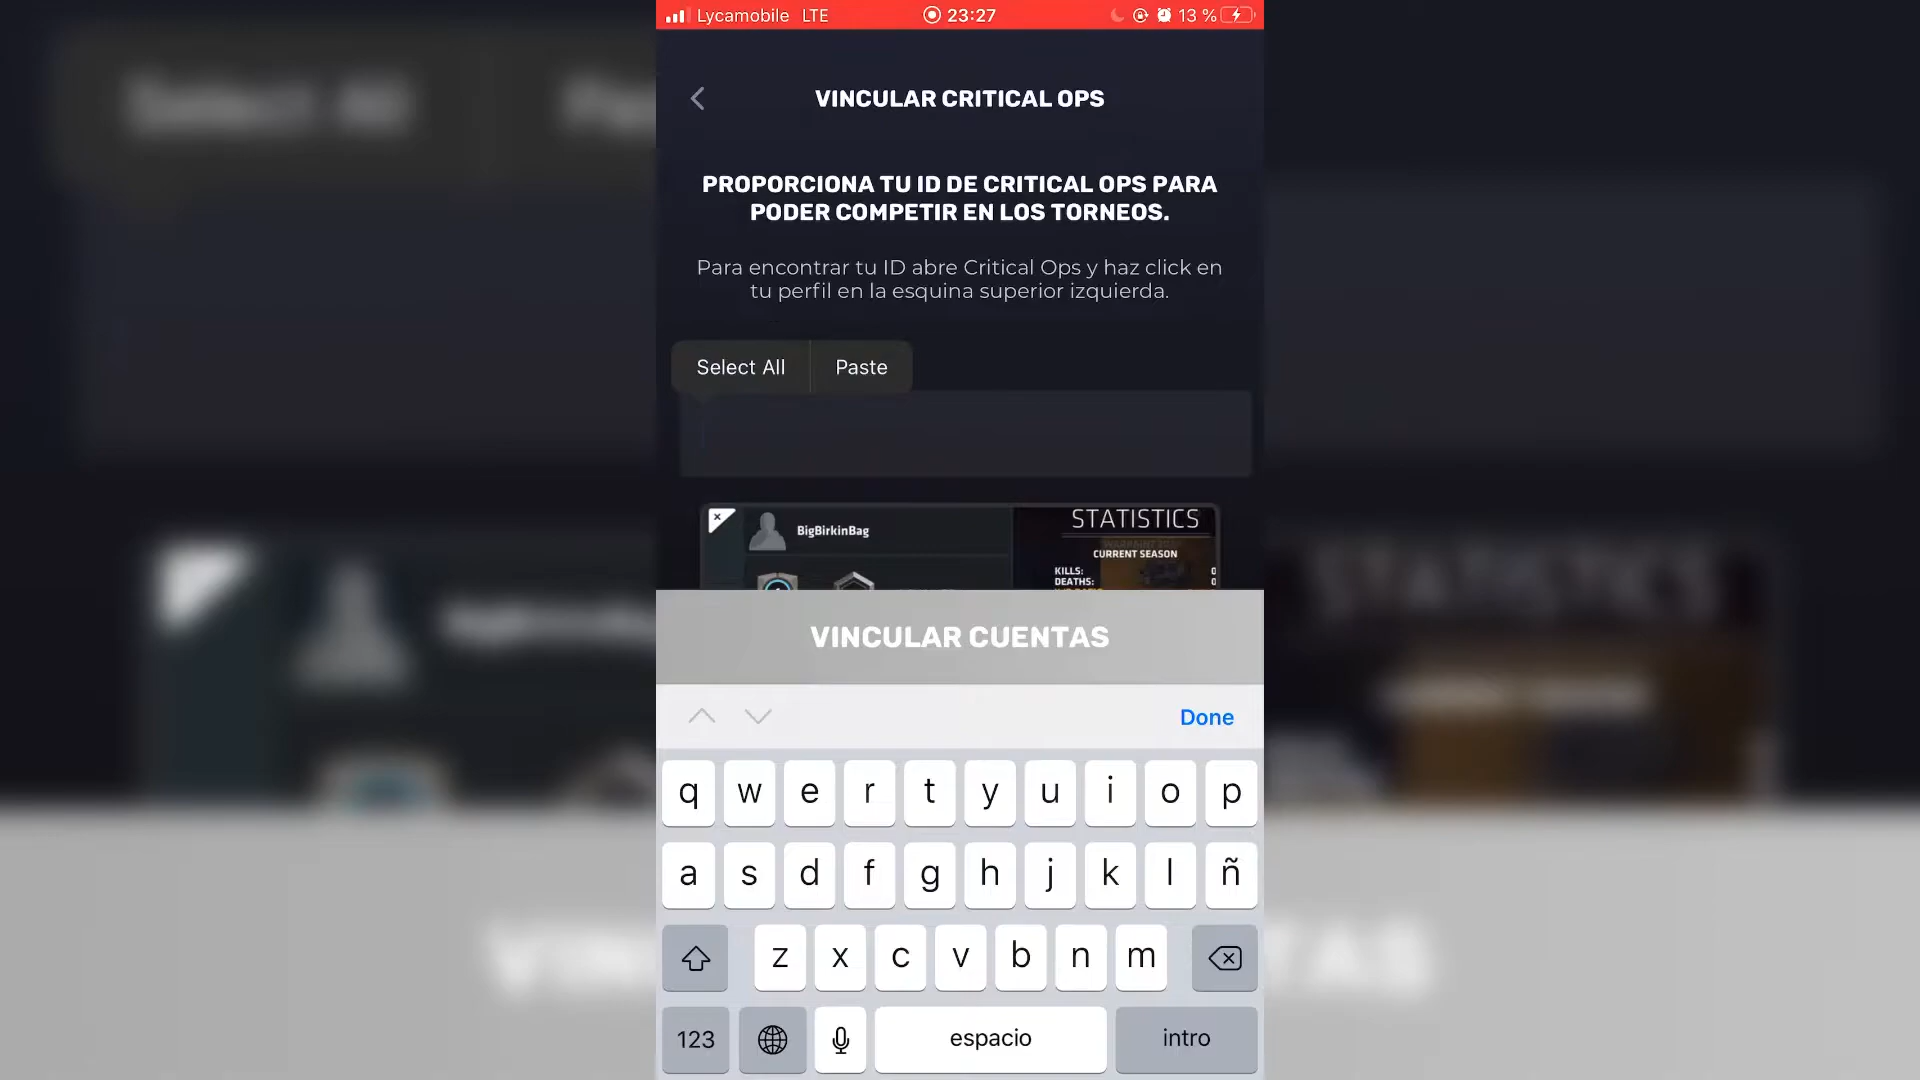 Lycamobile LTE 23:27 13 %
VINCULAR CRITICAL OPS
PROPORCIONA TU ID DE CRITICAL OPS PARA
PODER COMPETIR EN LOS TORNEOS.
Para encontrar tu ID abre Critical Ops y haz click en
tu perfil en la esquina superior izquierda.
Select All Paste
BigBirkinBag
STATISTICS
CURRENT SEASON
KILLS: 0
DEATHS: 0
VINCULAR CUENTAS
Done
q w e r t y u i o p
a s d f g h j k l ñ
z x c v b n m
123 espacio intro